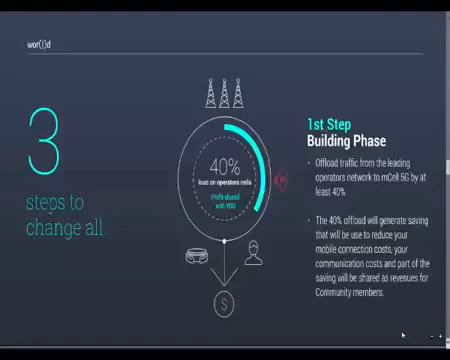 wor(l)d
3
steps to
change all.
40%
load on operators cells
(Profit shared
with YOU)
$
1st Step
Building Phase
• Offload traffic from the leading
operators network to mCell 5G by at
least 40%
• The 40% offload will generate saving
that will be use to reduce your
mobile connection costs, your
communication costs and part of the
saving will be shared as revenues for
Community members.